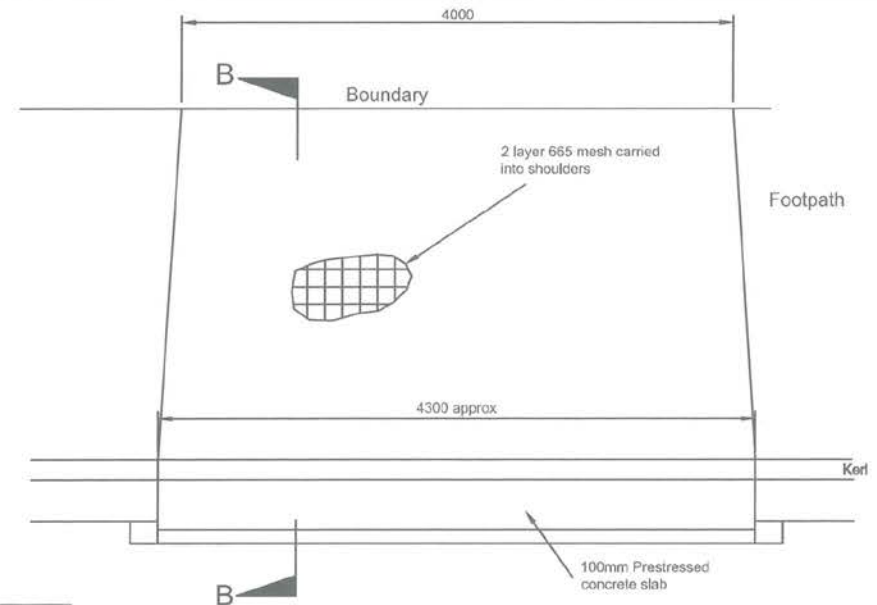 4000
B
Boundary
2 layer 665 mesh carried
into shoulders
Footpath
4300 approx
Kerl
100mm Prestressed
concrete slab
B